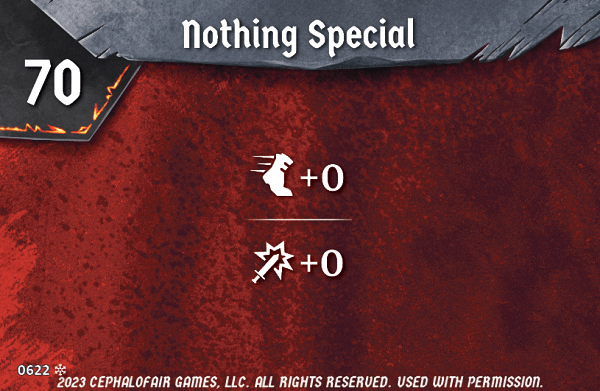 Nothing Special
70
+0
+0
0622
2023 CEPHALOFAIR GAMES, LLC. ALL RIGHTS RESERVED. USED WITH PERMISSION.